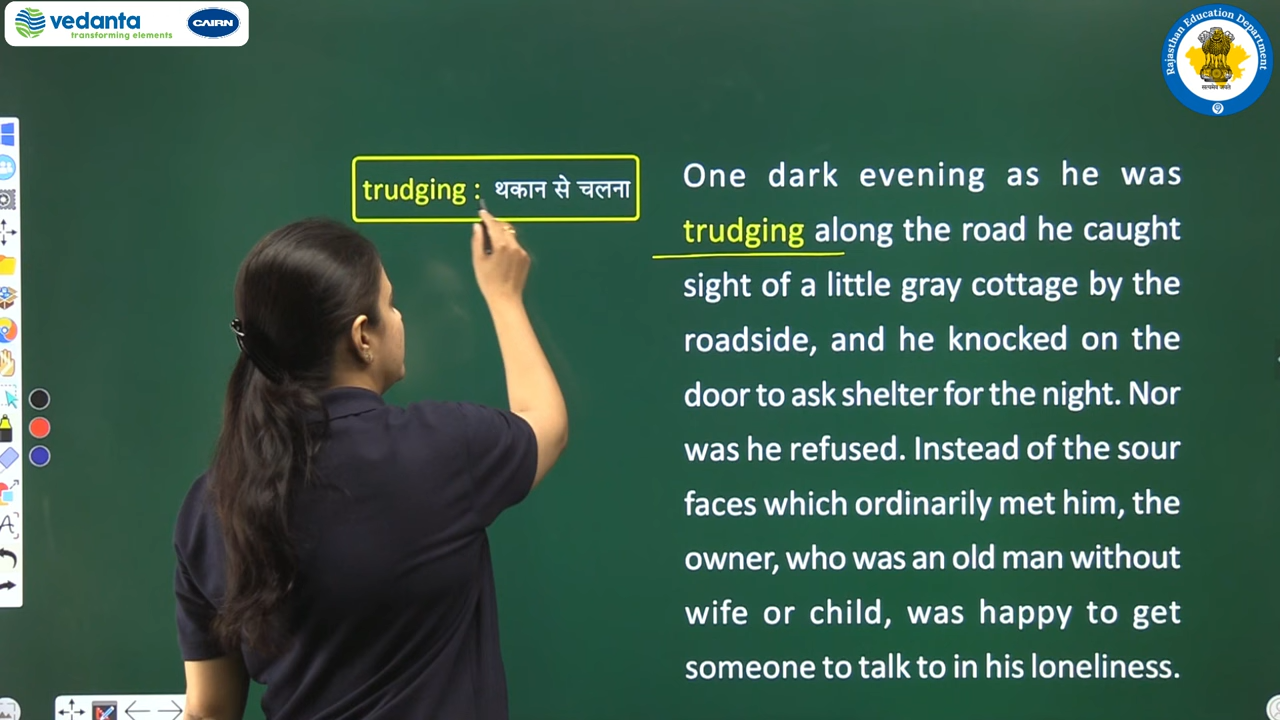 vedanta
transforming elements
CAIRN
Rajasthan Education Department
सत्यमेव जयते
trudging : थकान से चलना
One dark evening as he was
trudging along the road he caught
sight of a little gray cottage by the
roadside, and he knocked on the
door to ask shelter for the night. Nor
was he refused. Instead of the sour
faces which ordinarily met him, the
owner, who was an old man without
wife or child, was happy to get
someone to talk to in his loneliness.